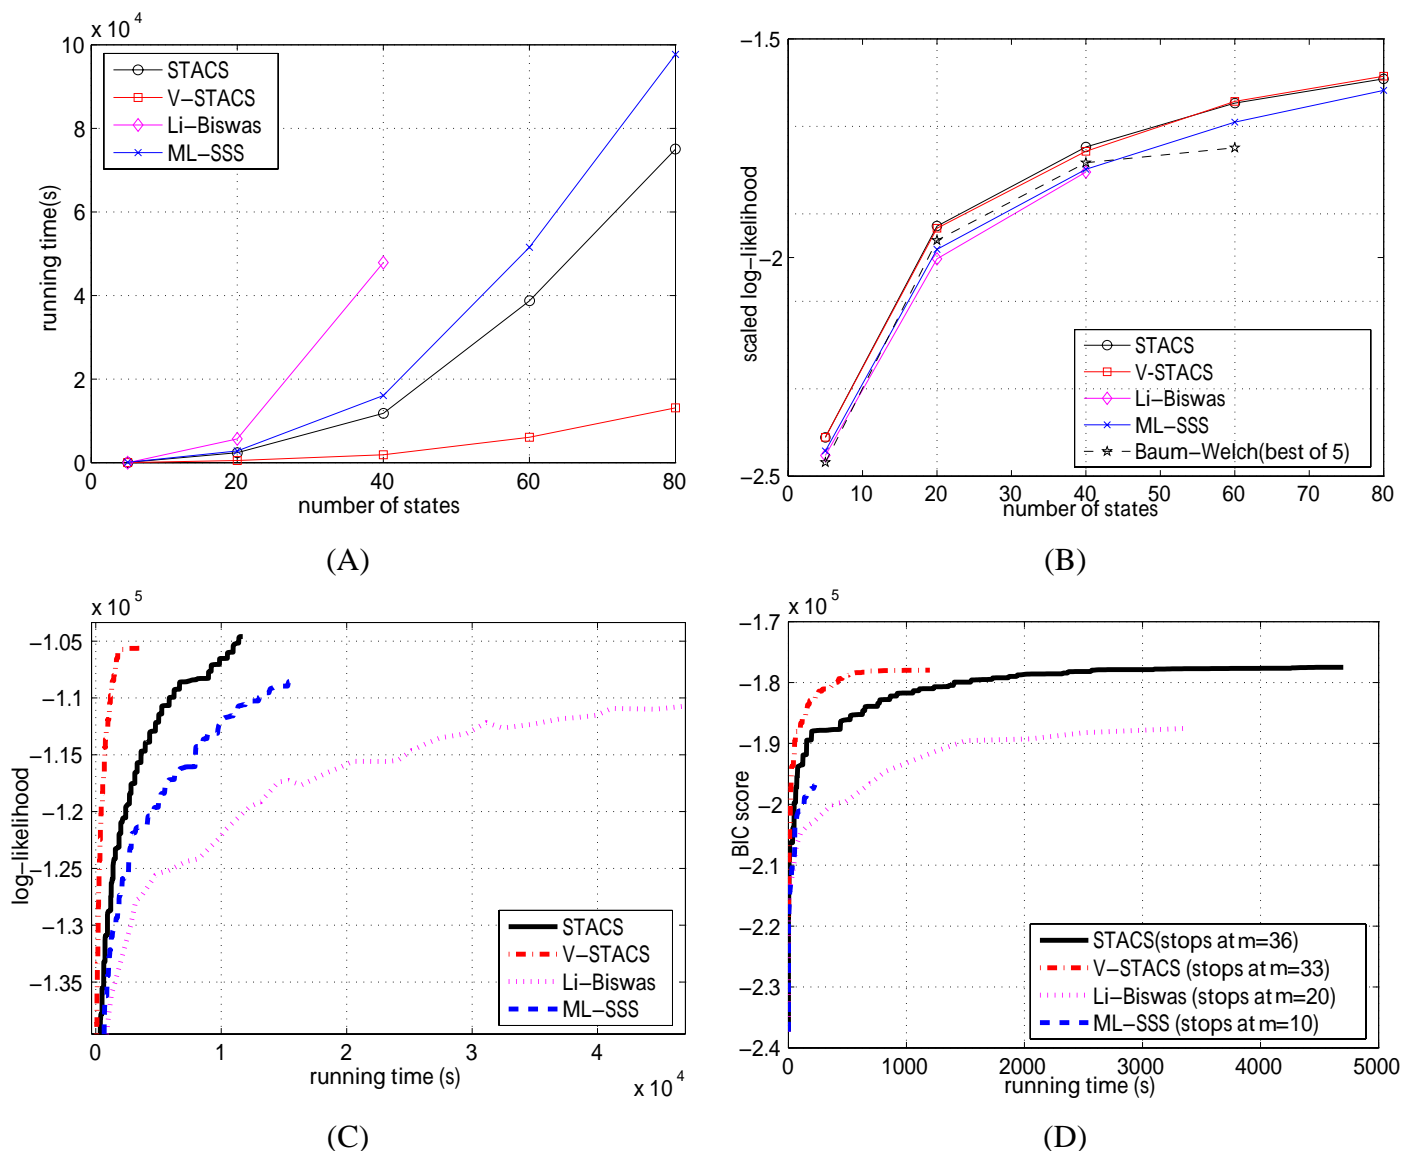 x 10 4
10
8
6
4
2
0
0
20
40
60
80
running time(s)
number of states
STACS
V−STACS
Li−Biswas
ML−SSS
(A)
−1.5
−2
−2.5
0
10
20
30
40
50
60
70
80
scaled log−likelihood
number of states
STACS
V-STACS
Li−Biswas
ML−SSS
Baum−Welch(best of 5)
(B)
x 10 5
−1.05
−1.1
−1.15
−1.2
−1.25
−1.3
−1.35
0
1
2
3
4
x 10 4
log−likelihood
running time (s)
STACS
V−STACS
Li−Biswas
ML−SSS
(C)
x 10 5
−1.7
−1.8
−1.9
−2
−2.1
−2.2
−2.3
−2.4
0
1000
2000
3000
4000
5000
BIC score
running time (s)
STACS(stops at m=36)
V−STACS (stops at m=33)
Li−Biswas (stops at m=20)
ML−SSS (stops at m=10)
(D)